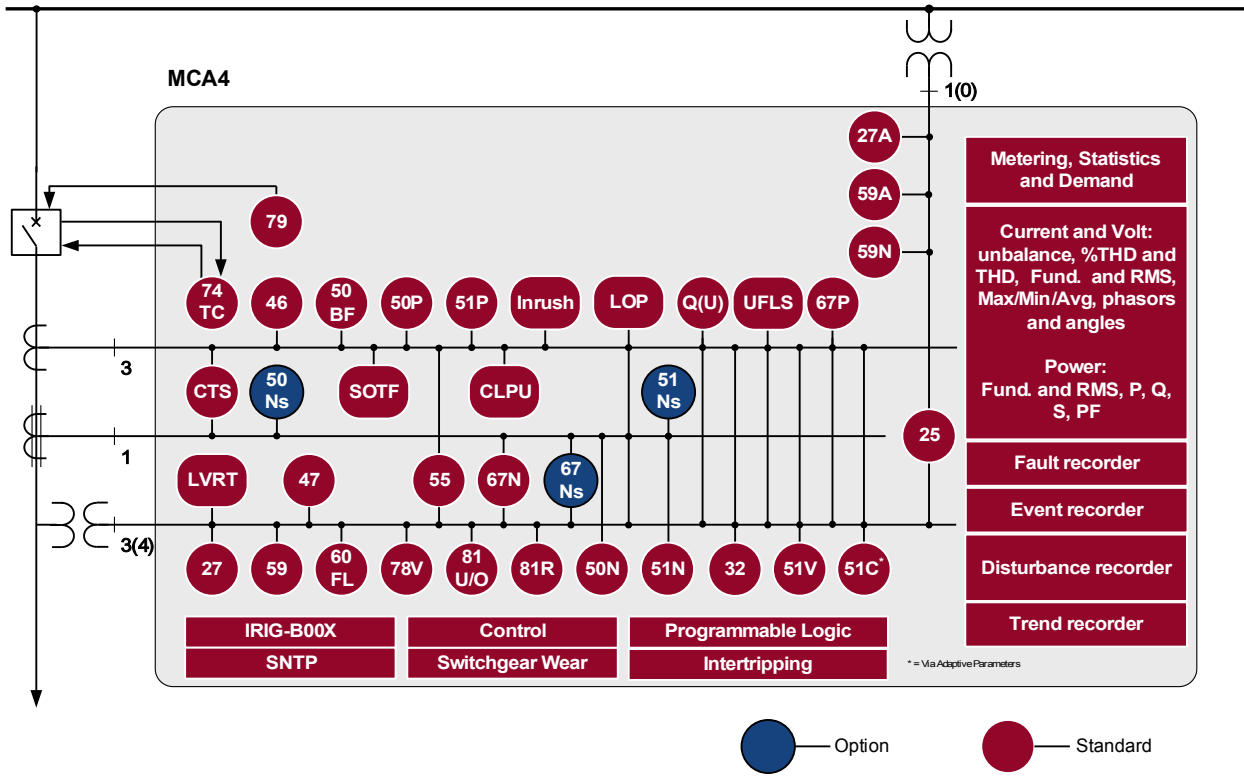 MCA4
1(0)
27A
59A
59N
79
Metering, Statistics
and Demand
Current and Volt:
unbalance, %THD and
THD, Fund. and RMS,
Max/Min/Avg, phasors
and angles
Power:
Fund. and RMS, P, Q,
S, PF
Fault recorder
Event recorder
Disturbance recorder
Trend recorder
74
TC
46
50
BF
50P
51P
Inrush
LOP
Q(U)
UFLS
67P
3
CTS
50
Ns
SOTF
CLPU
51
Ns
25
1
LVRT
47
55
67N
67
Ns
3(4)
27
59
60
FL
78V
81
U/O
81R
50N
51N
32
51V
51C*
IRIG-B00X
Control
Programmable Logic
SNTP
Switchgear Wear
Intertripping
* = Via Adaptive Parameters
Option
Standard